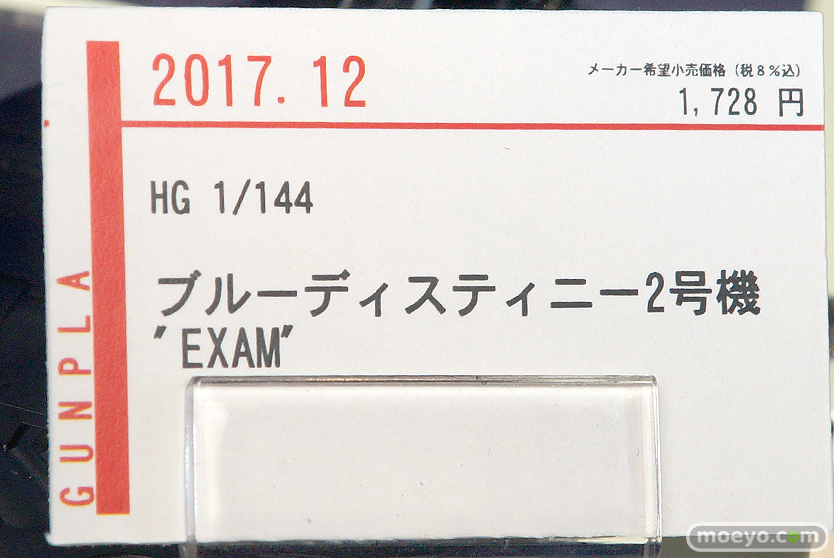 2017. 12
メーカー希望小売価格（税８％込）
1,728 円
HG 1/144
ブルーディスティニー2号機
"EXAM"
GUNPLA
moeyo.com